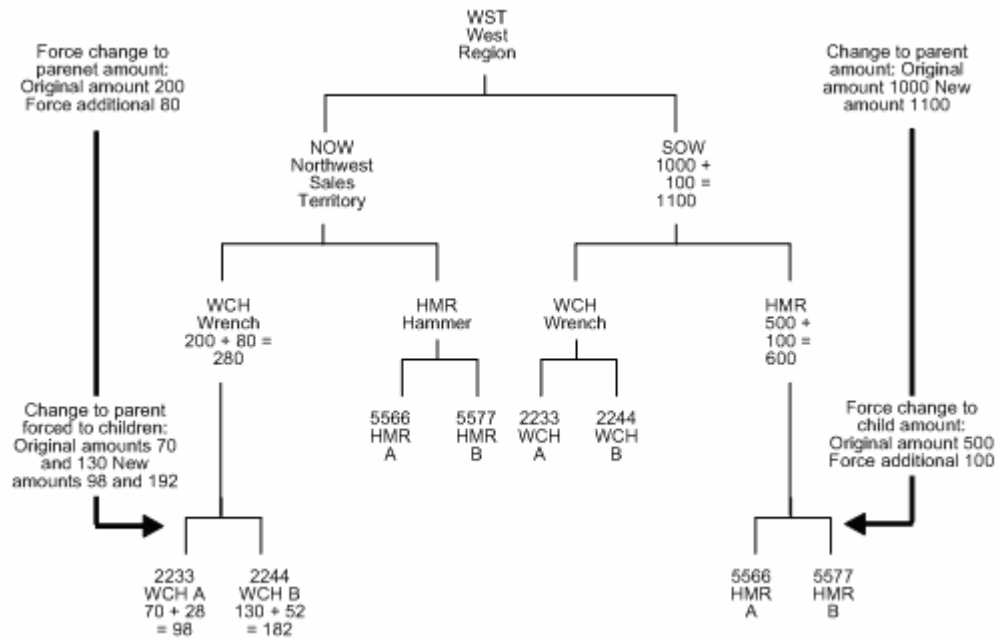 WST
West
Region
Force change to
parenet amount:
Original amount 200
Force additional 80
Change to parent
amount: Original
amount 1000 New
amount 1100
NOW
Northwest
Sales
Territory
SOW
1000 +
100 =
1100
WCH
Wrench
200 + 80 =
280
HMR
Hammer
WCH
Wrench
HMR
500 +
100 =
600
5566
HMR
A
5577
HMR
B
2233
WCH
A
2244
WCH
B
Change to parent
forced to children:
Original amounts 70
and 130 New
amounts 98 and 192
Force change to
child amount:
Original amount 500
Force additional 100
2233
WCH A
70 + 28
= 98
2244
WCH B
130 + 52
= 182
5566
HMR
A
5577
HMR
B